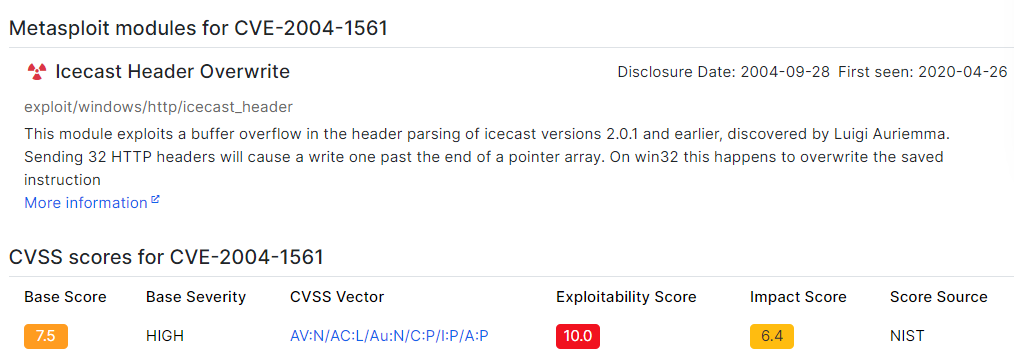 Metasploit modules for CVE-2004-1561
Icecast Header Overwrite Disclosure Date: 2004-09-28 First seen: 2020-04-26
exploit/windows/http/icecast_header
This module exploits a buffer overflow in the header parsing of icecast versions 2.0.1 and earlier, discovered by Luigi Auriemma.
Sending 32 HTTP headers will cause a write one past the end of a pointer array. On win32 this happens to overwrite the saved
instruction
More information
CVSS scores for CVE-2004-1561
Base Score Base Severity CVSS Vector Exploitability Score Impact Score Score Source
7.5 HIGH AV:N/AC:L/Au:N/C:P/I:P/A:P 10.0 6.4 NIST